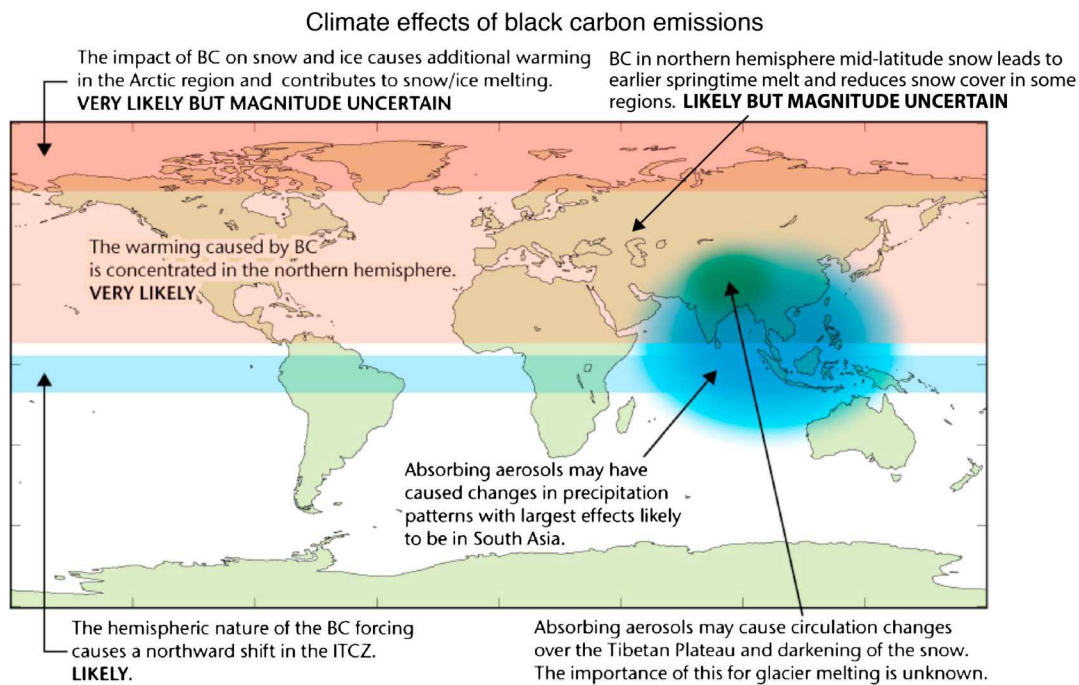 Climate effects of black carbon emissions
The impact of BC on snow and ice causes additional warming
in the Arctic region and contributes to snow/ice melting.
VERY LIKELY BUT MAGNITUDE UNCERTAIN
BC in northern hemisphere mid-latitude snow leads to
earlier springtime melt and reduces snow cover in some
regions. LIKELY BUT MAGNITUDE UNCERTAIN
The warming caused by BC
is concentrated in the northern hemisphere.
VERY LIKELY
Absorbing aerosols may have
caused changes in precipitation
patterns with largest effects likely
to be in South Asia.
The hemispheric nature of the BC forcing
causes a northward shift in the ITCZ.
LIKELY.
Absorbing aerosols may cause circulation changes
over the Tibetan Plateau and darkening of the snow.
The importance of this for glacier melting is unknown.